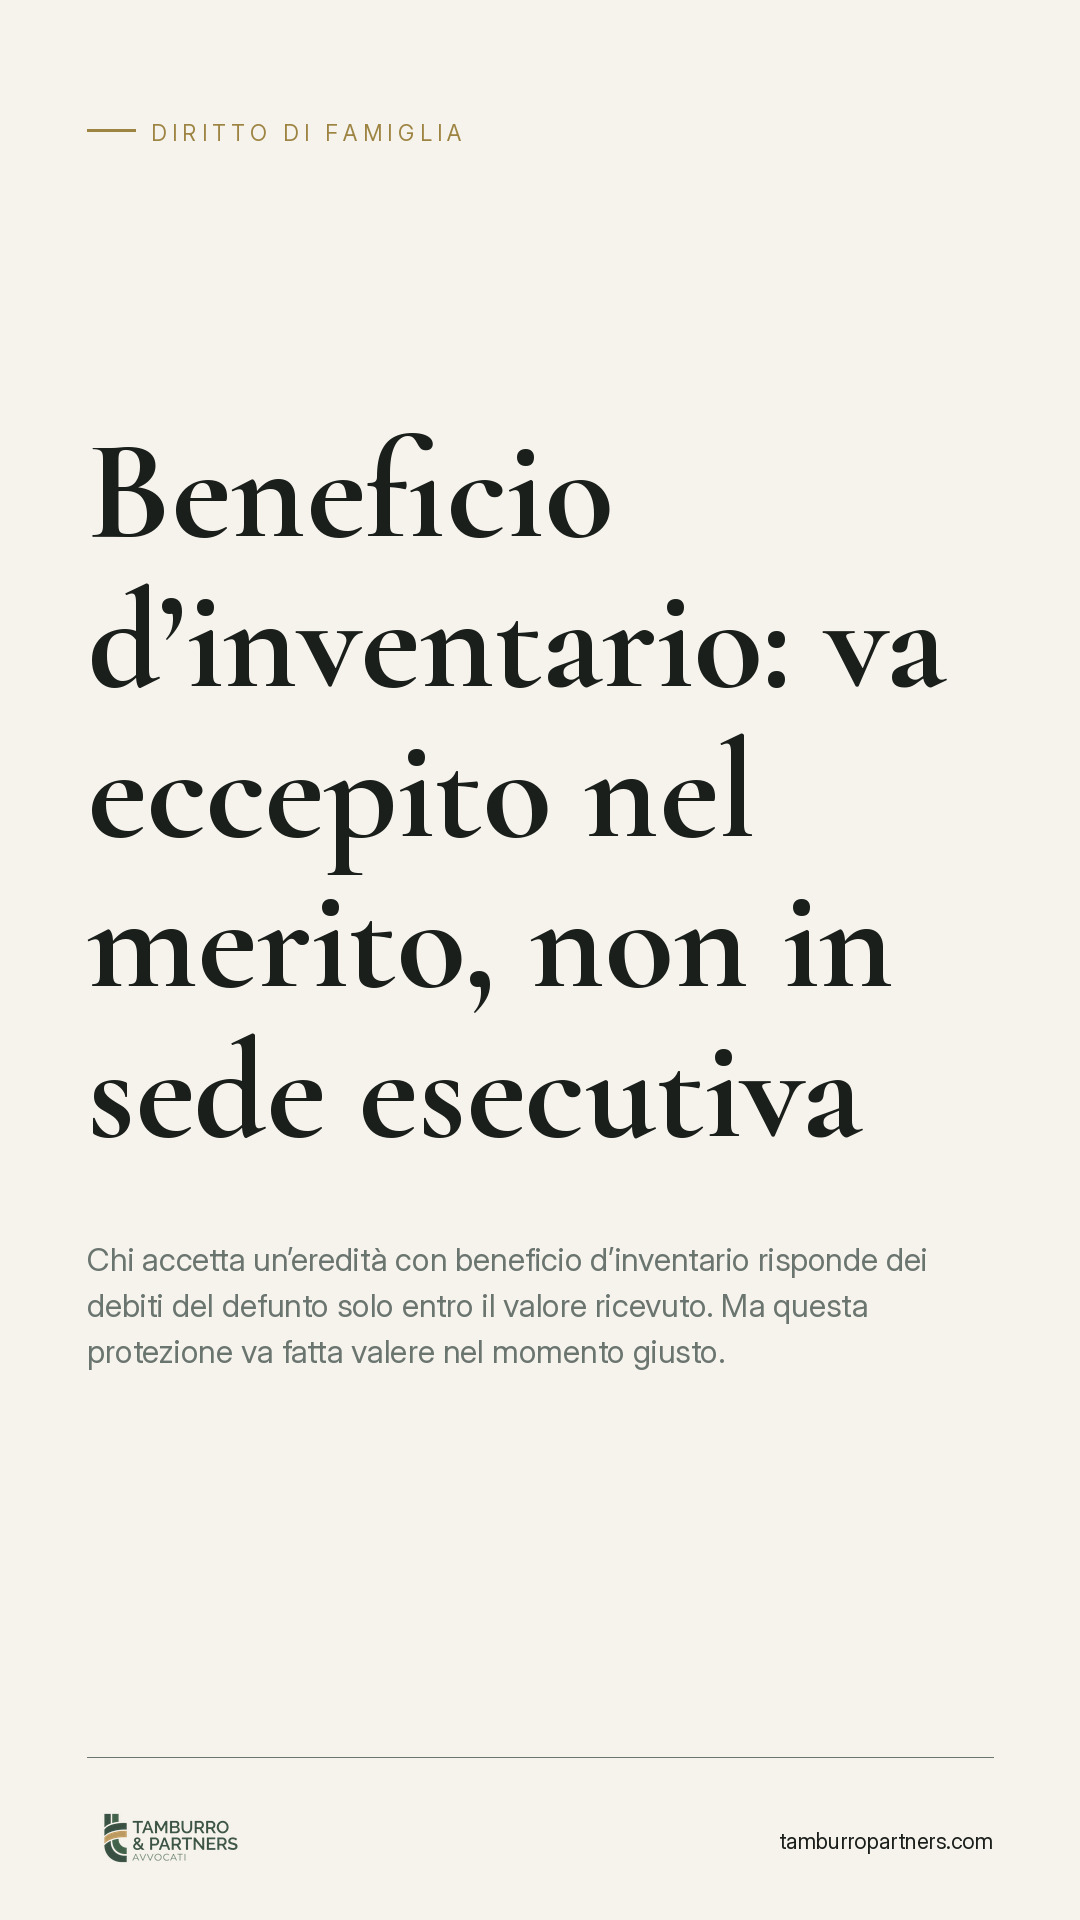 DIRITTO DI FAMIGLIA
Beneficio
d’inventario: va
eccepito nel
merito, non in
sede esecutiva
Chi accetta un’eredità con beneficio d’inventario risponde dei
debiti del defunto solo entro il valore ricevuto. Ma questa
protezione va fatta valere nel momento giusto.
TAMBURRO
& PARTNERS
AVVOCATI
tamburropartners.com